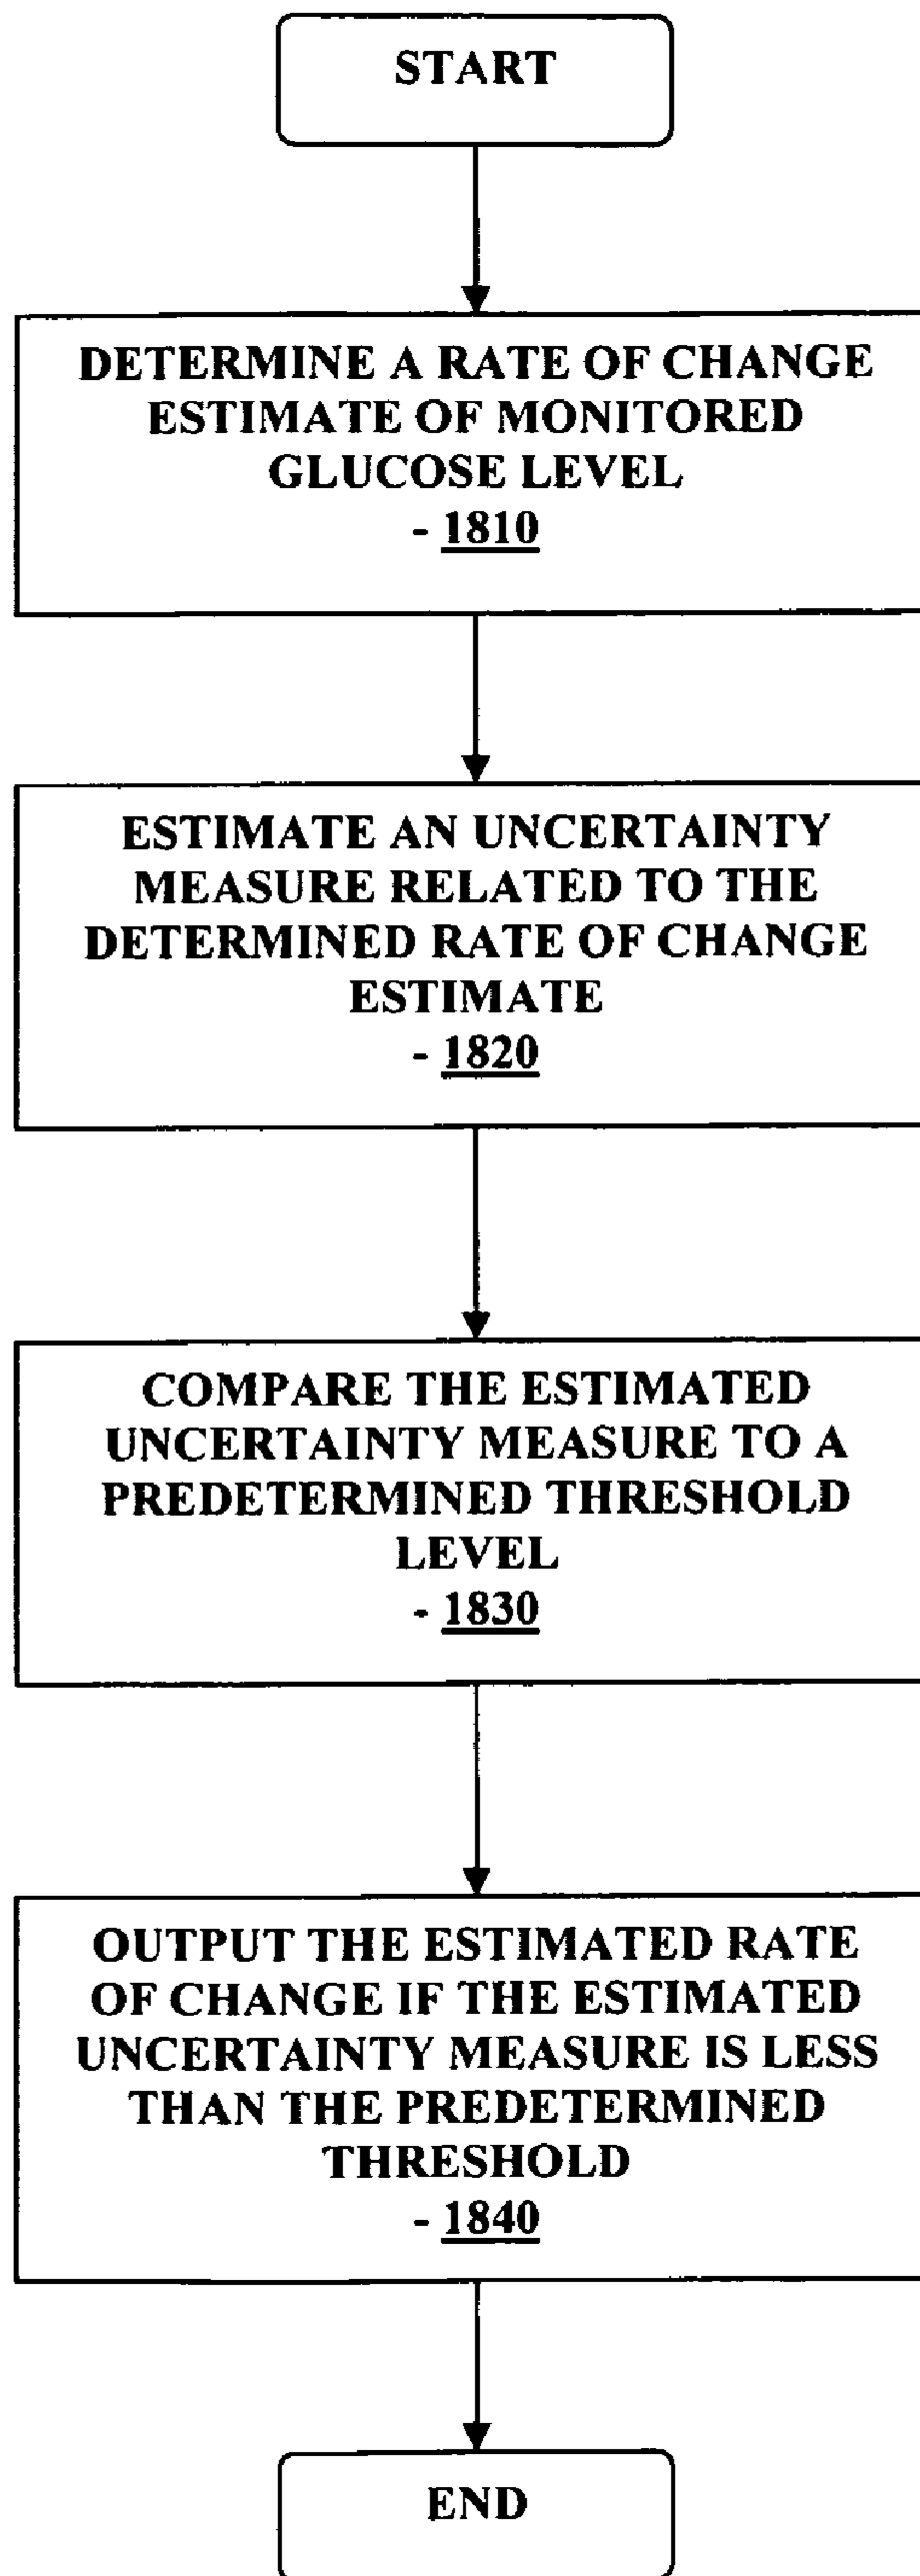 START
DETERMINE A RATE OF CHANGE
ESTIMATE OF MONITORED
GLUCOSE LEVEL
- 1810
ESTIMATE AN UNCERTAINTY
MEASURE RELATED TO THE
DETERMINED RATE OF CHANGE
ESTIMATE
- 1820
COMPARE THE ESTIMATED
UNCERTAINTY MEASURE TO A
PREDETERMINED THRESHOLD
LEVEL
- 1830
OUTPUT THE ESTIMATED RATE
OF CHANGE IF THE ESTIMATED
UNCERTAINTY MEASURE IS LESS
THAN THE PREDETERMINED
THRESHOLD
- 1840
END